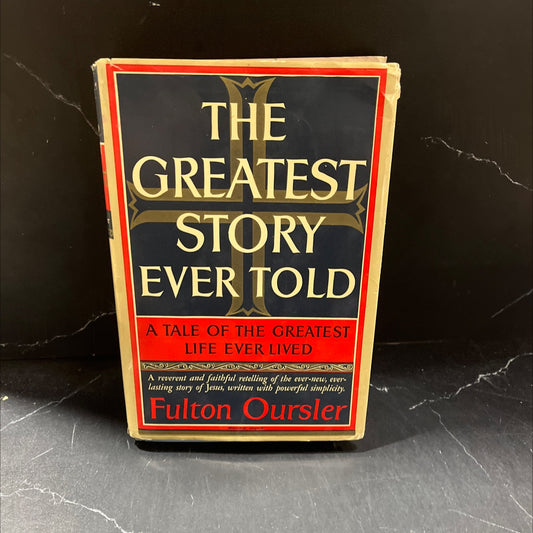 THE
GREATEST
STORY
EVER TOLD
A TALE OF THE GREATEST
LIFE EVER LIVED
A reverent and faithful retelling of the ever-new, ever-
lasting story of Jesus, written with powerful simplicity.
Fulton Oursler